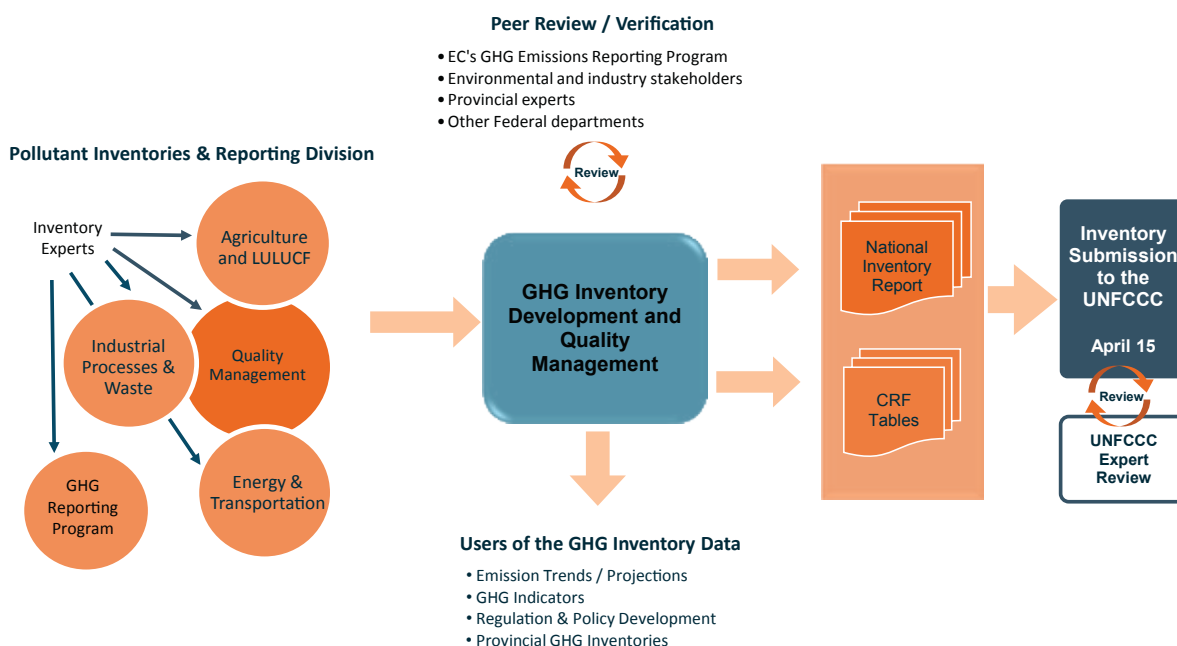 Peer Review / Verification
• EC's GHG Emissions Reporting Program
• Environmental and industry stakeholders
• Provincial experts
• Other Federal departments
Review
Pollutant Inventories & Reporting Division
Inventory
Experts
Agriculture
and LULUCF
Industrial
Processes &
Waste
Quality
Management
GHG
Reporting
Program
Energy &
Transportation
GHG Inventory
Development and
Quality
Management
National
Inventory
Report
CRF
Tables
Inventory
Submission
to the
UNFCCC
April 15
Review
UNFCCC
Expert
Review
Users of the GHG Inventory Data
• Emission Trends / Projections
• GHG Indicators
• Regulation & Policy Development
• Provincial GHG Inventories